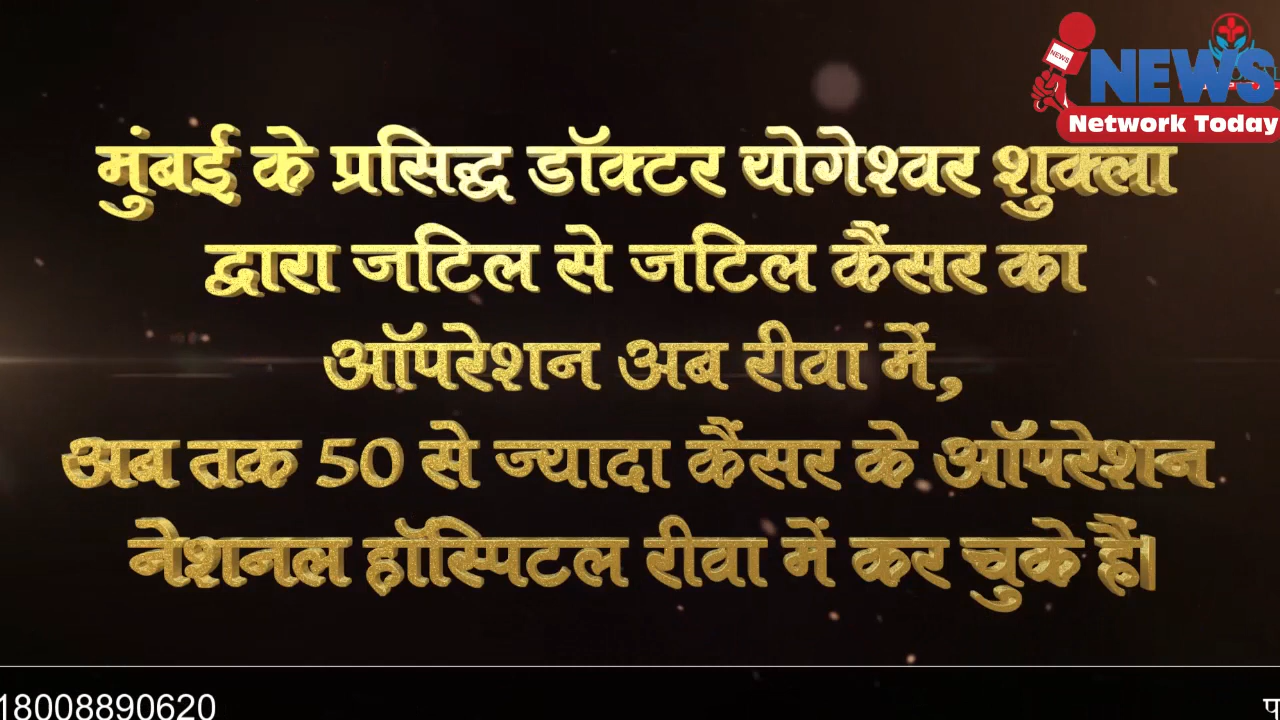 NEWS
NEWS
Network Today
मुंबई के प्रसिद्ध डॉक्टर योगेश्वर शुक्ला
द्वारा जटिल से जटिल कैंसर का
ऑपरेशन अब रीवा में,
अब तक 50 से ज्यादा कैंसर के ऑपरेशन
नेशनल हॉस्पिटल रीवा में कर चुके हैं।
18008890620